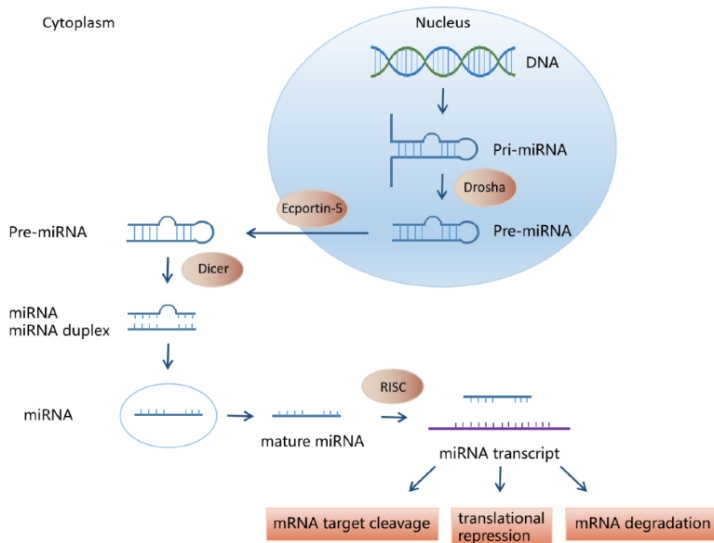 Cytoplasm
Nucleus
DNA
Pri-miRNA
Drosha
Ecportin-5
Pre-miRNA
Pre-miRNA
Dicer
miRNA
miRNA duplex
RISC
miRNA
mature miRNA
miRNA transcript
mRNA target cleavage
translational
repression
mRNA degradation